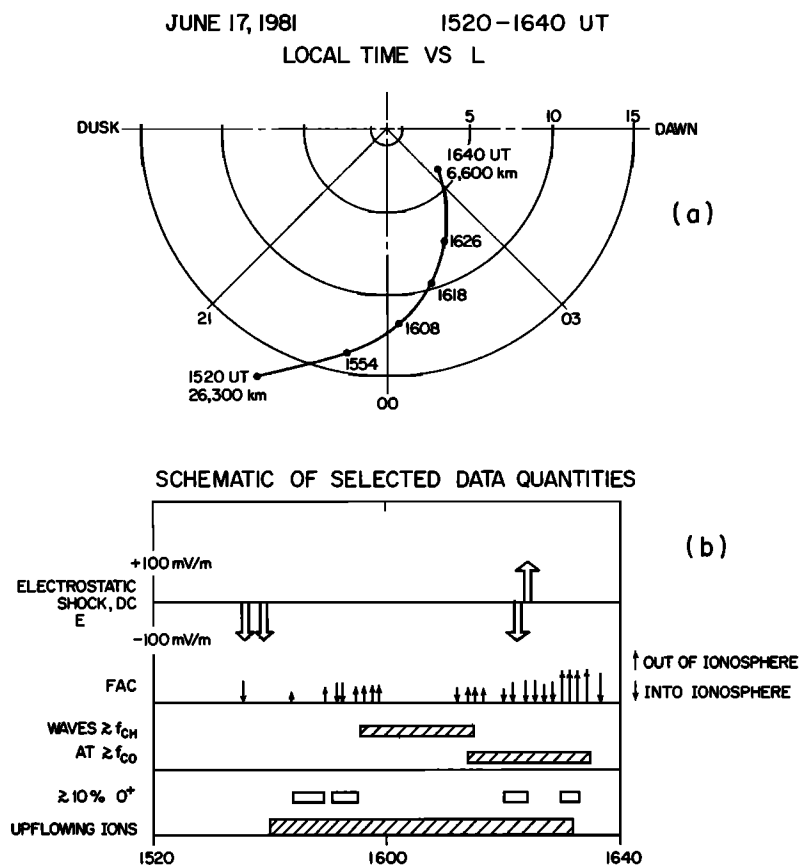 JUNE 17, 1981 1520-1640 UT
LOCAL TIME VS L
DUSK 5 10 15 DAWN
1640 UT
6,600 km
(a)
1626
1618
21 03
1608
1554
1520 UT
26,300 km
00
SCHEMATIC OF SELECTED DATA QUANTITIES
(b)
+100 mV/m
ELECTROSTATIC
SHOCK, DC
E
-100 mV/m
↑ OUT OF IONOSPHERE
FAC
↓ INTO IONOSPHERE
WAVES ≳ fCH
AT ≳ fCO
≳10% O+
UPFLOWING IONS
1520 1600 1640